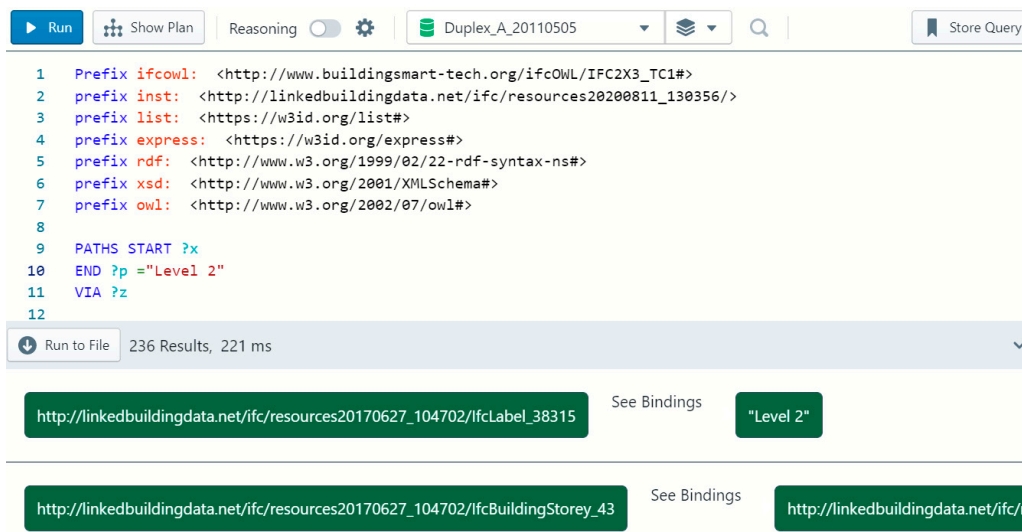 Run Show Plan Reasoning Duplex_A_20110505 Store Query
1 Prefix ifcowl: <http://www.buildingsmart-tech.org/ifcOWL/IFC2X3_TC1#>
2 prefix inst: <http://linkedbuildingdata.net/ifc/resources20200811_130356/>
3 prefix list: <https://w3id.org/list#>
4 prefix express: <https://w3id.org/express#>
5 prefix rdf: <http://www.w3.org/1999/02/22-rdf-syntax-ns#>
6 prefix xsd: <http://www.w3.org/2001/XMLSchema#>
7 prefix owl: <http://www.w3.org/2002/07/owl#>
8
9 PATHS START ?x
10 END ?p ="Level 2"
11 VIA ?z
12
Run to File 236 Results, 221 ms
http://linkedbuildingdata.net/ifc/resources20170627_104702/IfcLabel_38315 See Bindings "Level 2"
http://linkedbuildingdata.net/ifc/resources20170627_104702/IfcBuildingStorey_43 See Bindings http://linkedbuildingdata.net/ifc/